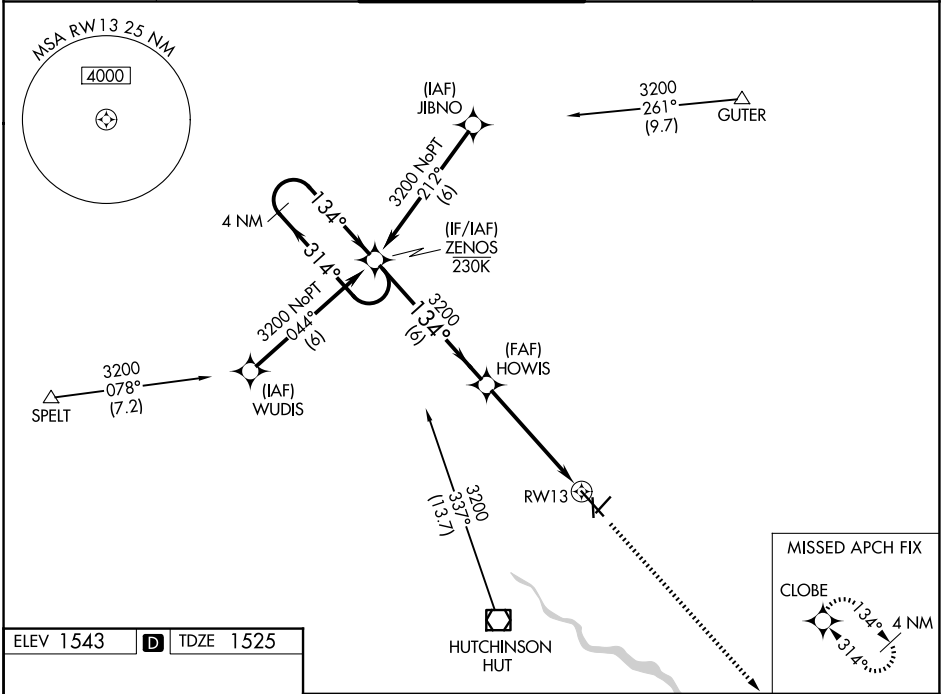 MSA RW13 25 NM
4000
(IAF)
JIBNO
3200
261°
(9.7)
GUTER
3200 NoPT
212°
(6)
4 NM
134°
314°
(IF/IAF)
ZENOS
230K
3200 NoPT
044°
(6)
3200
134°
(6)
(FAF)
HOWIS
3200
078°
(7.2)
SPELT
(IAF)
WUDIS
3200
337°
(13.7)
RW13
MISSED APCH FIX
CLOBE
134°
4 NM
314°
HUTCHINSON
HUT
ELEV 1543 D TDZE 1525